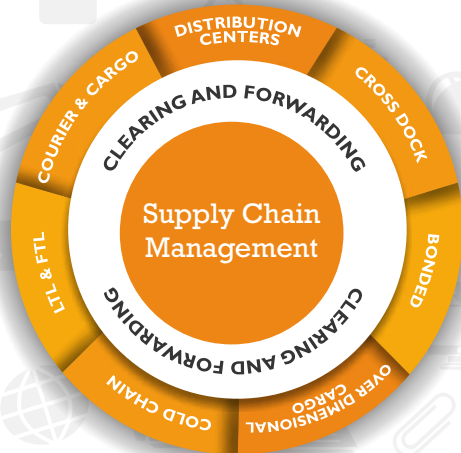 DISTRIBUTION
CENTERS
CROSS DOCK
BONDED
OVER DIMENSIONAL
CARGO
COLD CHAIN
LTL & FTL
COURIER & CARGO
CLEARING AND FORWARDING
Supply Chain
Management
CLEARING AND FORWARDING